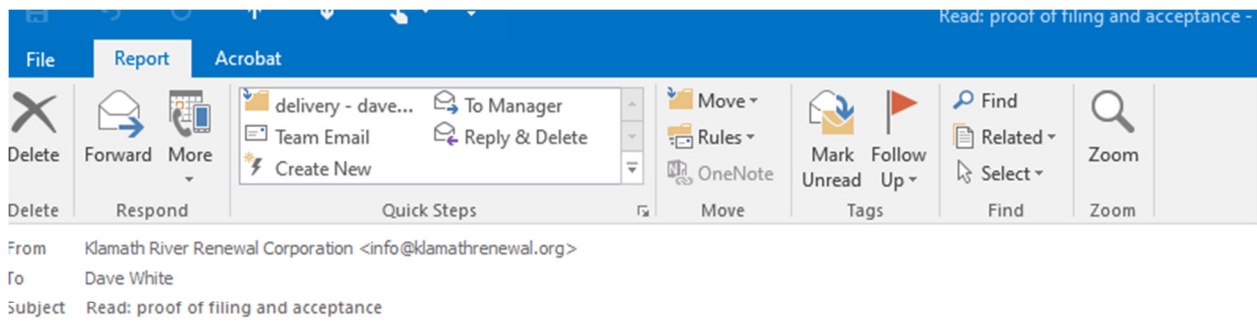 Read: proof of filing and acceptance -
File Report Acrobat
delivery - dave... To Manager
Team Email Reply & Delete
Create New
Delete Forward More
Move
Rules
OneNote
Mark Unread
Follow Up
Find
Related
Select
Zoom
Delete Respond Quick Steps Move Tags Find Zoom
From Klamath River Renewal Corporation <info@klamathrenewal.org>
To Dave White
Subject Read: proof of filing and acceptance